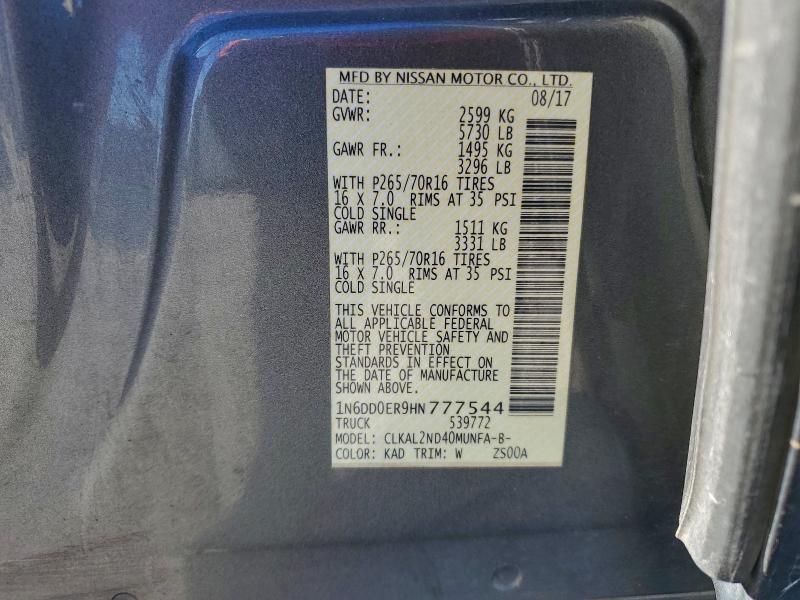 MFD BY NISSAN MOTOR CO., LTD.
DATE: 08/17
GVWR: 2599 KG
5730 LB
GAWR FR.: 1495 KG
3296 LB
WITH P265/70R16 TIRES
16 X 7.0 RIMS AT 35 PSI
COLD SINGLE
GAWR RR.: 1511 KG
3331 LB
WITH P265/70R16 TIRES
16 X 7.0 RIMS AT 35 PSI
COLD SINGLE
THIS VEHICLE CONFORMS TO
ALL APPLICABLE FEDERAL
MOTOR VEHICLE SAFETY AND
THEFT PREVENTION
STANDARDS IN EFFECT ON
THE DATE OF MANUFACTURE
SHOWN ABOVE.
1N6DD0ER9HN777544
TRUCK 539772
MODEL: CLKAL2ND40MUNFA-B-
COLOR: KAD TRIM: W ZS00A